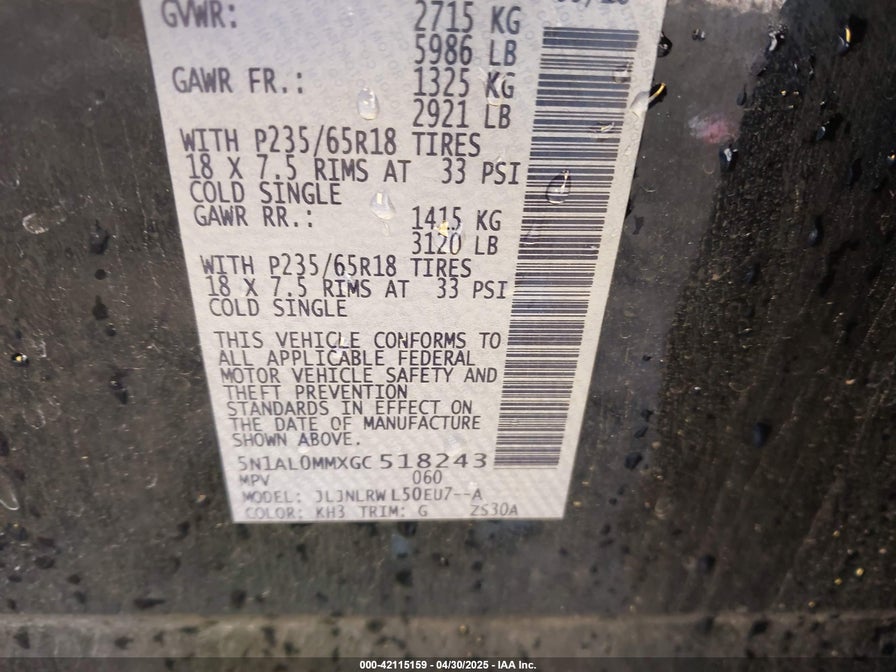 GVWR: 2715 KG
5986 LB
GAWR FR.: 1325 KG
2921 LB
WITH P235/65R18 TIRES
18 X 7.5 RIMS AT 33 PSI
COLD SINGLE
GAWR RR.: 1415 KG
3120 LB
WITH P235/65R18 TIRES
18 X 7.5 RIMS AT 33 PSI
COLD SINGLE
THIS VEHICLE CONFORMS TO
ALL APPLICABLE FEDERAL
MOTOR VEHICLE SAFETY AND
THEFT PREVENTION
STANDARDS IN EFFECT ON
THE DATE OF MANUFACTURE
SHOWN ABOVE.
5N1AL0MMXGC518243
MPV 060
MODEL: JLJNLRWL50EU7--A
COLOR: KH3 TRIM: G ZS30A
000-42115159 - 04/30/2025 - IAA Inc.